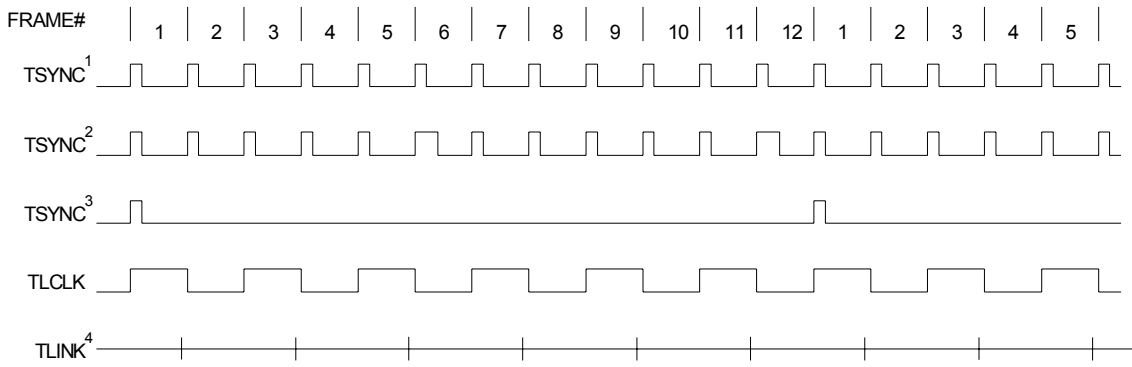 FRAME# 1 2 3 4 5 6 7 8 9 10 11 12 1 2 3 4 5
TSYNC1
TSYNC2
TSYNC3
TLCLK
TLINK4